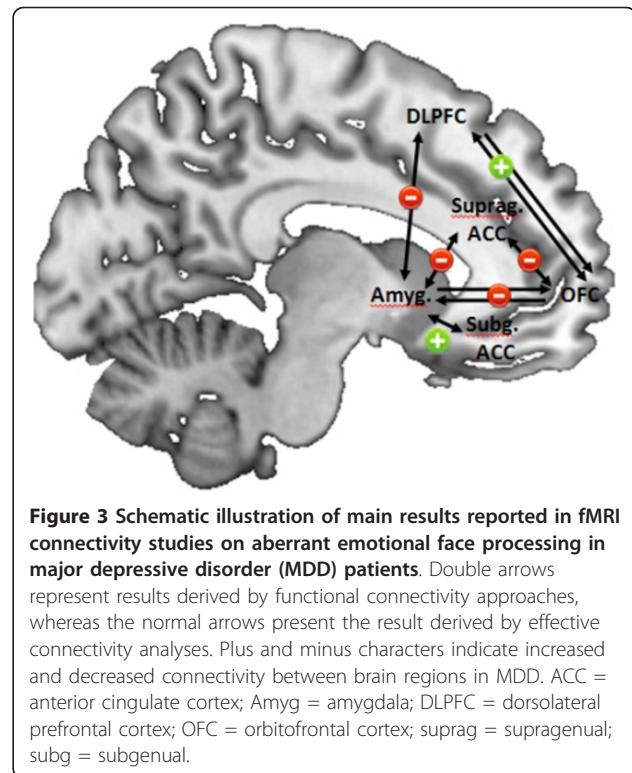 DLPFC
Suprag.
ACC
Amyg.
OFC
Subg.
ACC
Figure 3 Schematic illustration of main results reported in fMRI
connectivity studies on aberrant emotional face processing in
major depressive disorder (MDD) patients. Double arrows
represent results derived by functional connectivity approaches,
whereas the normal arrows present the result derived by effective
connectivity analyses. Plus and minus characters indicate increased
and decreased connectivity between brain regions in MDD. ACC =
anterior cingulate cortex; Amyg = amygdala; DLPFC = dorsolateral
prefrontal cortex; OFC = orbitofrontal cortex; suprag = supragenual;
subg = subgenual.